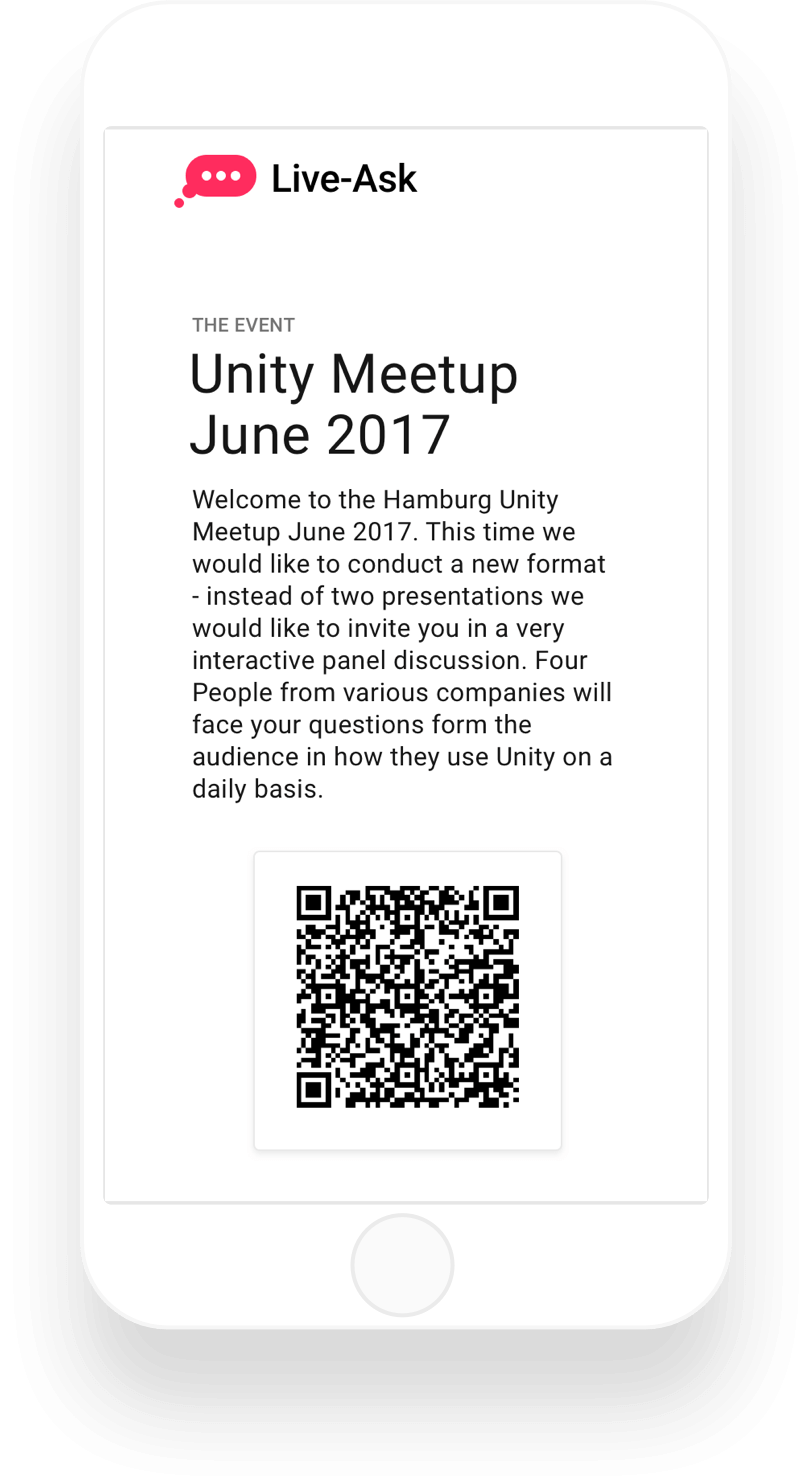 Live-Ask
THE EVENT
Unity Meetup
June 2017
Welcome to the Hamburg Unity
Meetup June 2017. This time we
would like to conduct a new format
- instead of two presentations we
would like to invite you in a very
interactive panel discussion. Four
People from various companies will
face your questions form the
audience in how they use Unity on a
daily basis.